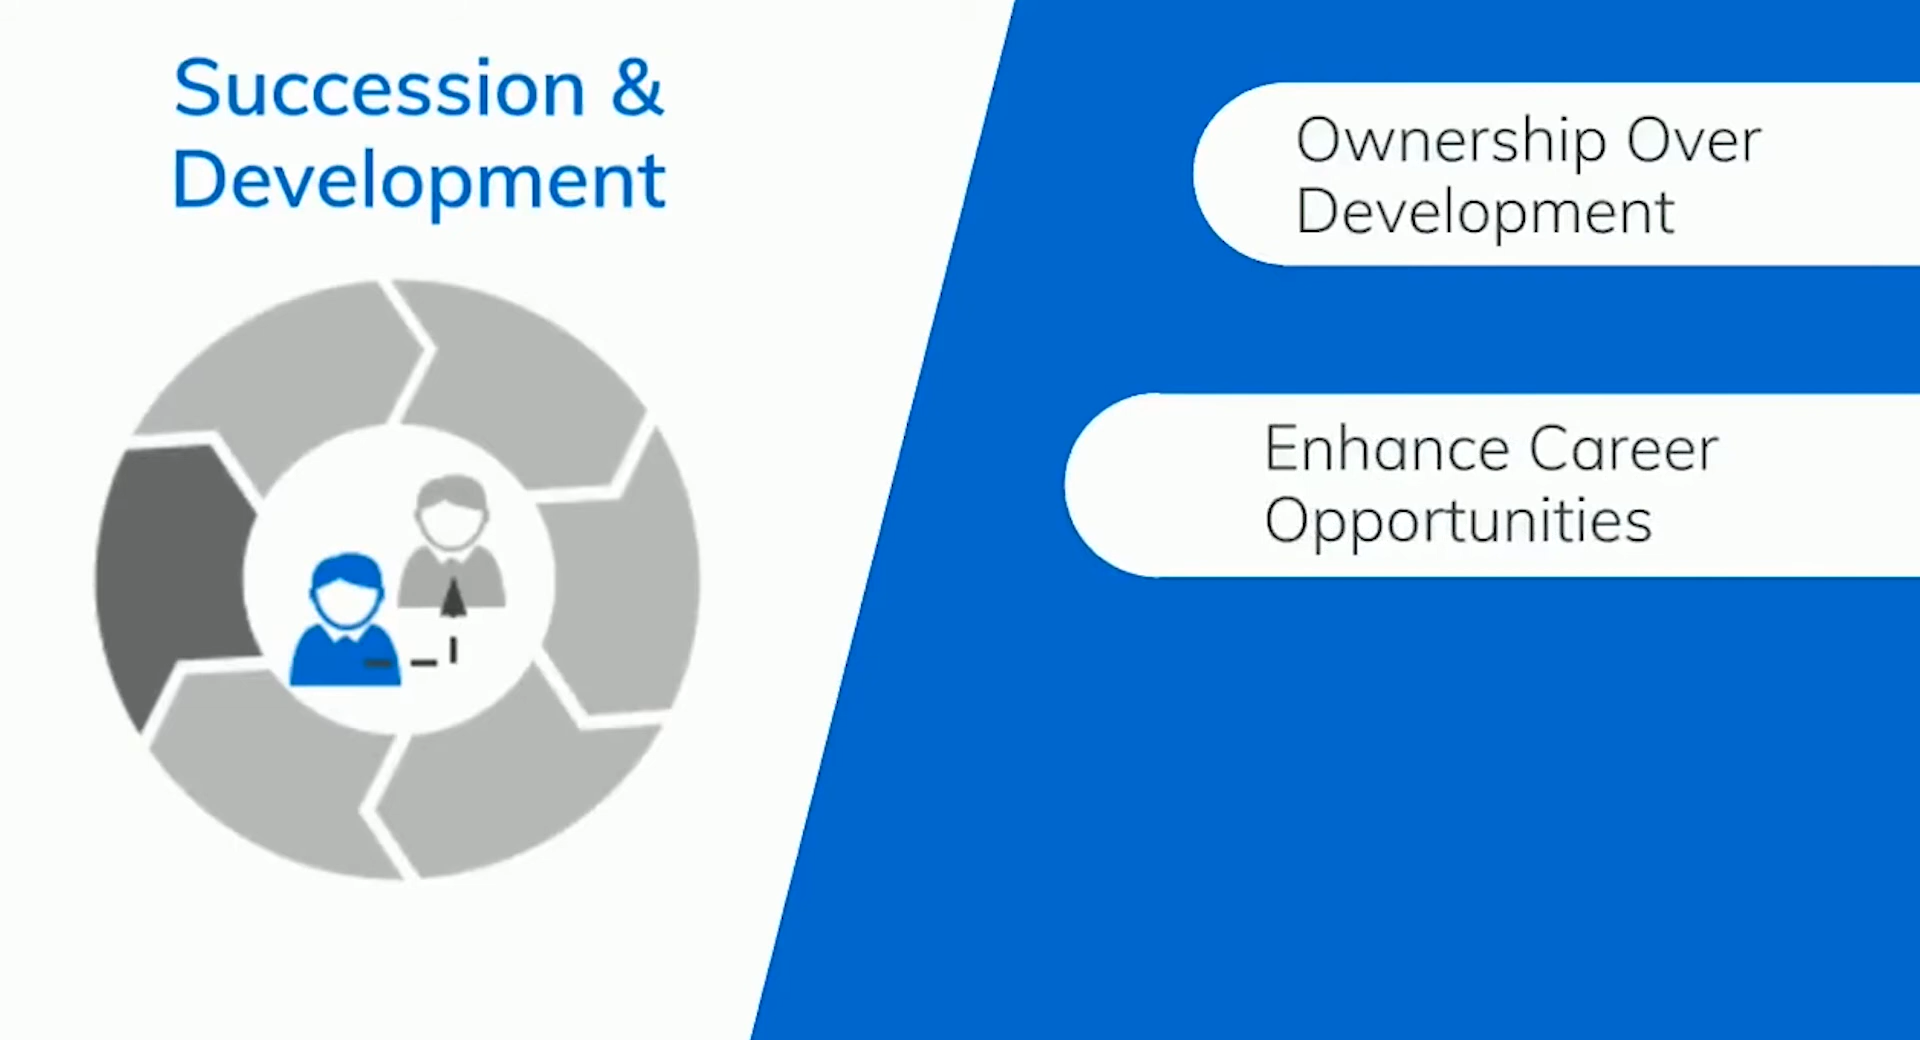 Succession &
Development
Ownership Over
Development
Enhance Career
Opportunities